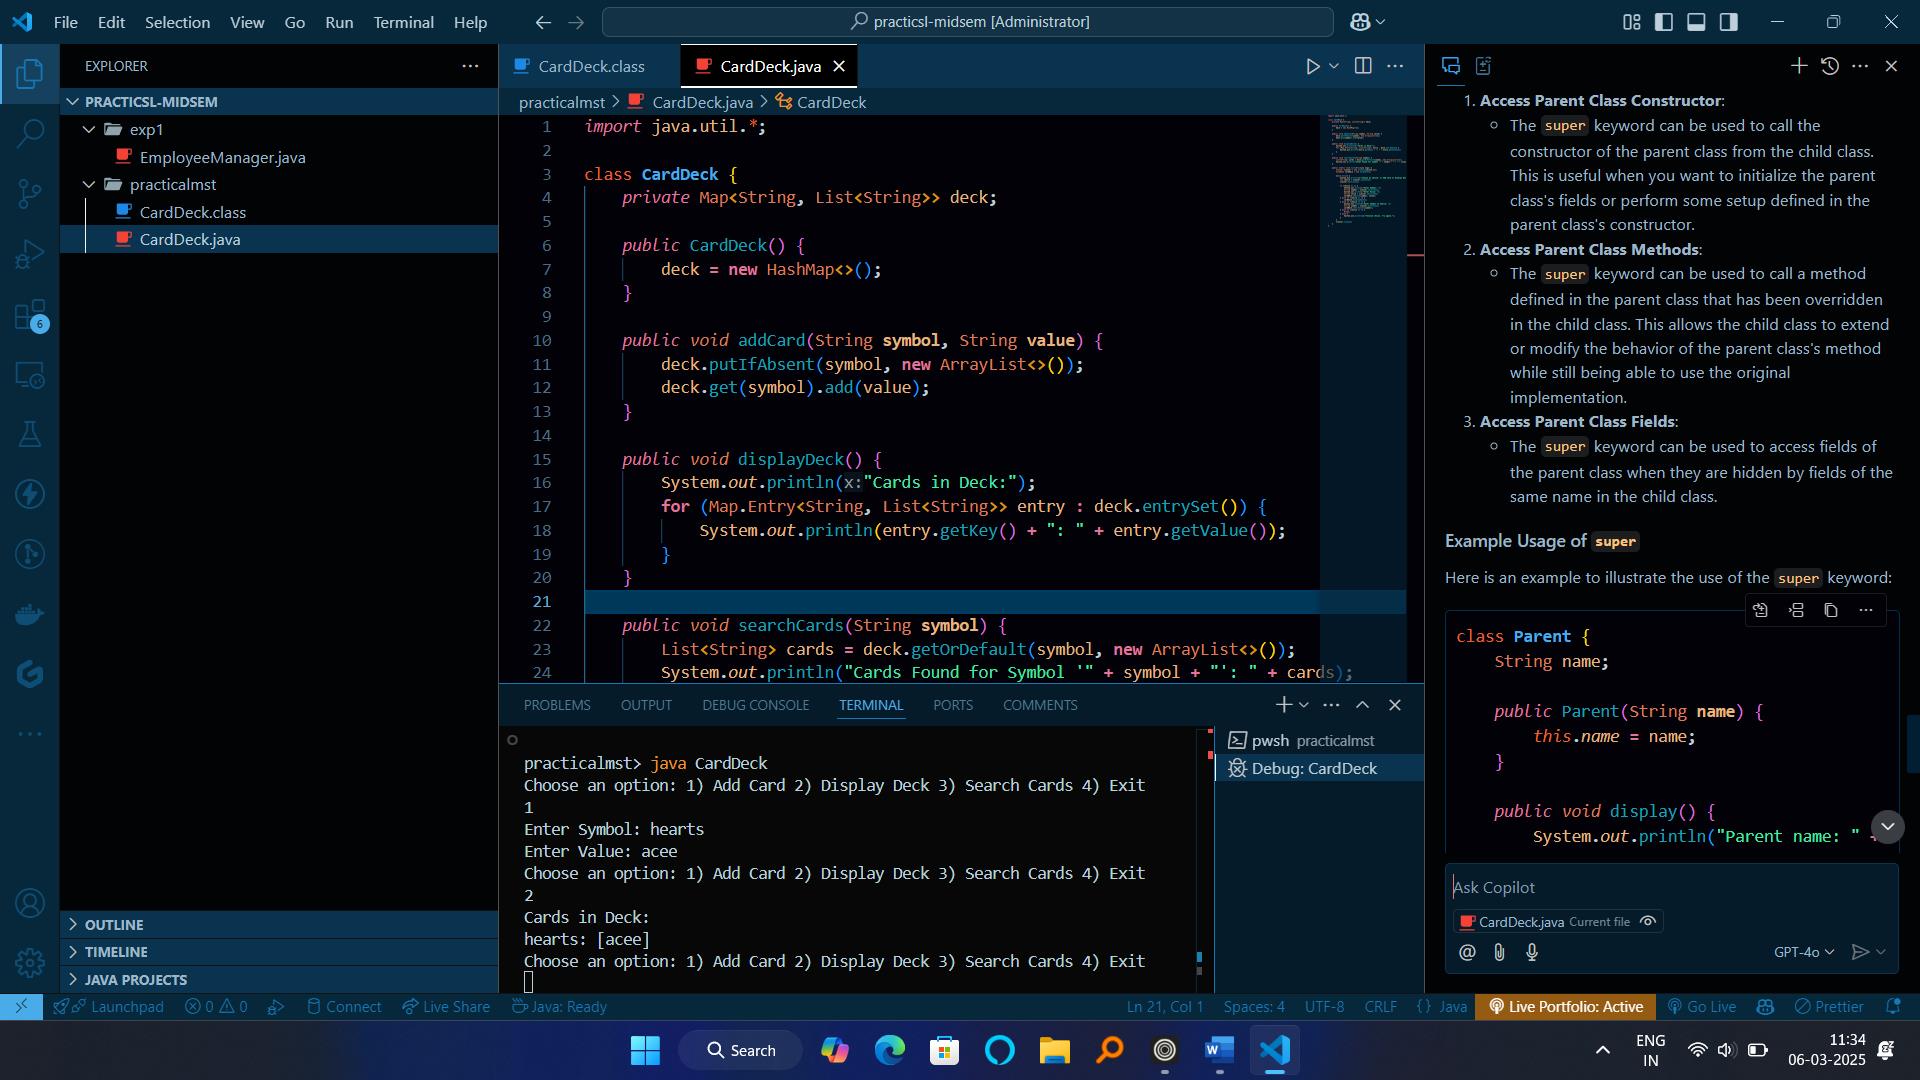 File Edit Selection View Go Run Terminal Help
practicsl-midsem [Administrator]
EXPLORER
PRACTICSL-MIDSEM
exp1
EmployeeManager.java
practicalmst
CardDeck.class
CardDeck.java
6
OUTLINE
TIMELINE
JAVA PROJECTS
CardDeck.class
CardDeck.java
practicalmst > CardDeck.java > CardDeck
1 import java.util.*;
2
3 class CardDeck {
4 private Map<String, List<String>> deck;
5
6 public CardDeck() {
7 deck = new HashMap<>();
8 }
9
10 public void addCard(String symbol, String value) {
11 deck.putIfAbsent(symbol, new ArrayList<>());
12 deck.get(symbol).add(value);
13 }
14
15 public void displayDeck() {
16 System.out.println(x:"Cards in Deck:");
17 for (Map.Entry<String, List<String>> entry : deck.entrySet()) {
18 System.out.println(entry.getKey() + ": " + entry.getValue());
19 }
20 }
21
22 public void searchCards(String symbol) {
23 List<String> cards = deck.getOrDefault(symbol, new ArrayList<>());
24 System.out.println("Cards Found for Symbol '" + symbol + "': " + cards);
PROBLEMS OUTPUT DEBUG CONSOLE TERMINAL PORTS COMMENTS
practicalmst> java CardDeck
Choose an option: 1) Add Card 2) Display Deck 3) Search Cards 4) Exit
1
Enter Symbol: hearts
Enter Value: acee
Choose an option: 1) Add Card 2) Display Deck 3) Search Cards 4) Exit
2
Cards in Deck:
hearts: [acee]
Choose an option: 1) Add Card 2) Display Deck 3) Search Cards 4) Exit
pwsh practicalmst
Debug: CardDeck
1. Access Parent Class Constructor:
The super keyword can be used to call the
constructor of the parent class from the child class.
This is useful when you want to initialize the parent
class's fields or perform some setup defined in the
parent class's constructor.
2. Access Parent Class Methods:
The super keyword can be used to call a method
defined in the parent class that has been overridden
in the child class. This allows the child class to extend
or modify the behavior of the parent class's method
while still being able to use the original
implementation.
3. Access Parent Class Fields:
The super keyword can be used to access fields of
the parent class when they are hidden by fields of the
same name in the child class.
Example Usage of super
Here is an example to illustrate the use of the super keyword:
class Parent {
String name;
public Parent(String name) {
this.name = name;
}
public void display() {
System.out.println("Parent name: " +
Ask Copilot
CardDeck.java Current file
GPT-4o
Launchpad 0 0 Connect Live Share Java: Ready
Ln 21, Col 1 Spaces: 4 UTF-8 CRLF {} Java Live Portfolio: Active Go Live Prettier
Search
ENG
IN
11:34
06-03-2025